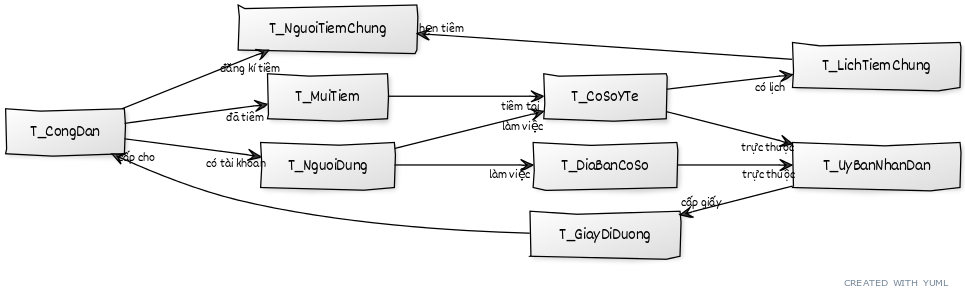 T_NguoiTiemChung
hẹn tiêm
T_LichTiemChung
đăng kí tiêm
T_MuiTiem
T_CoSoYTe
có lịch
tiêm tại
đã tiêm
T_CongDan
làm việc
trực thuộc
cấp cho
có tài khoản
T_NguoiDung
làm việc
T_DiaBanCoSo
trực thuộc
T_UyBanNhanDan
cấp giấy
T_GiayDiDuong
CREATED WITH YUML